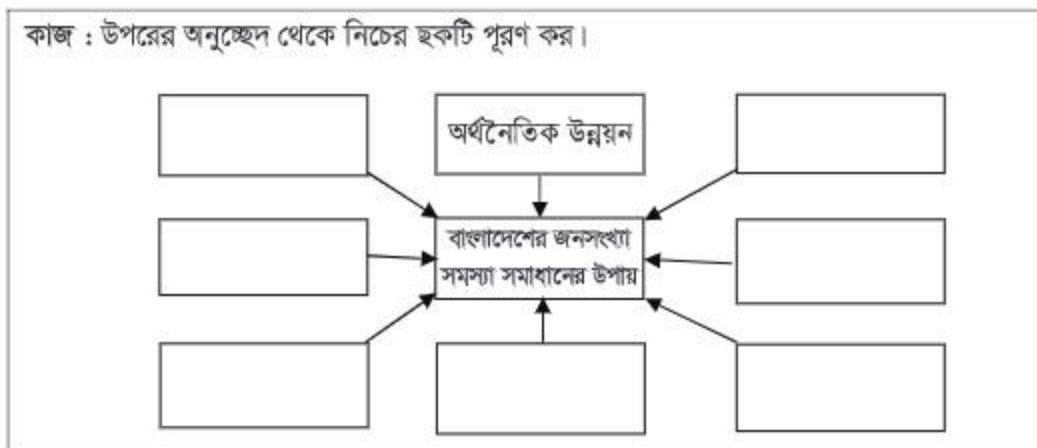 কাজ : উপরের অনুচ্ছেদ থেকে নিচের ছকটি পূরণ কর।
অর্থনৈতিক উন্নয়ন
বাংলাদেশের জনসংখ্যা
সমস্যা সমাধানের উপায়